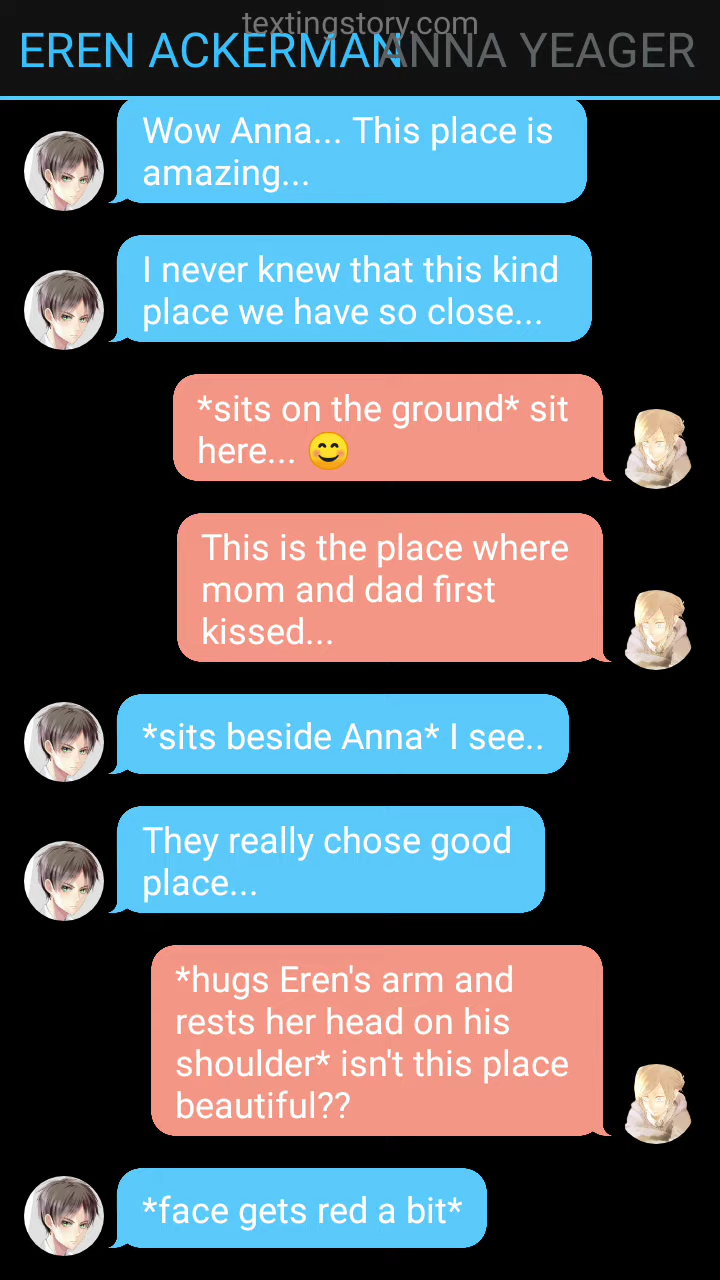 textingstory.com
EREN ACKERMAN ANNA YEAGER
Wow Anna... This place is
amazing...
I never knew that this kind
place we have so close...
*sits on the ground* sit
here... 😊
This is the place where
mom and dad first
kissed...
*sits beside Anna* I see..
They really chose good
place...
*hugs Eren's arm and
rests her head on his
shoulder* isn't this place
beautiful??
*face gets red a bit*